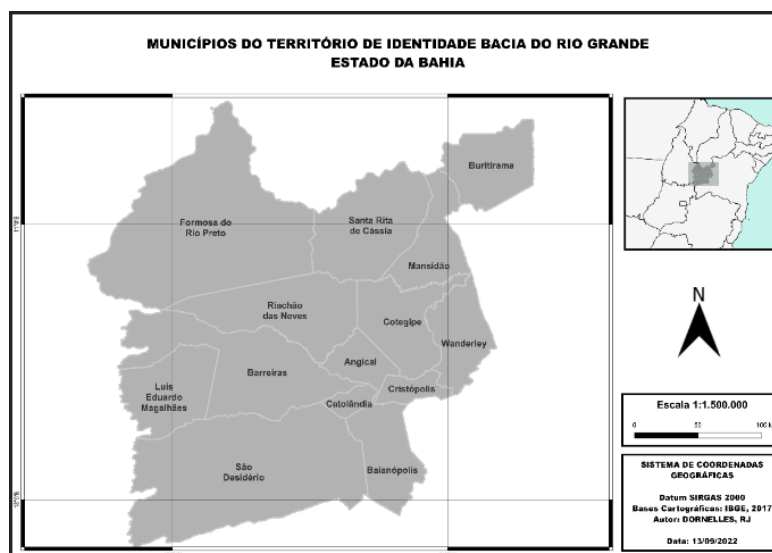 MUNICÍPIOS DO TERRITÓRIO DE IDENTIDADE BACIA DO RIO GRANDE
ESTADO DA BAHIA
Buritirama
Formosa do
Rio Preto
Santa Rita
de Cássia
Mansidão
Riachão
das Neves
Cotegipe
Wanderley
Angical
Barreiras
Luís
Eduardo
Magalhães
Cristópolis
Catolândia
São
Desidério
Baianópolis
N
Escala 1:1.500.000
0 50 100 k
SISTEMA DE COORDENADAS
GEOGRÁFICAS
Datum SIRGAS 2000
Bases Cartográficas: IBGE, 2017
Autor: DORNELLES, RJ
Data: 13/09/2022